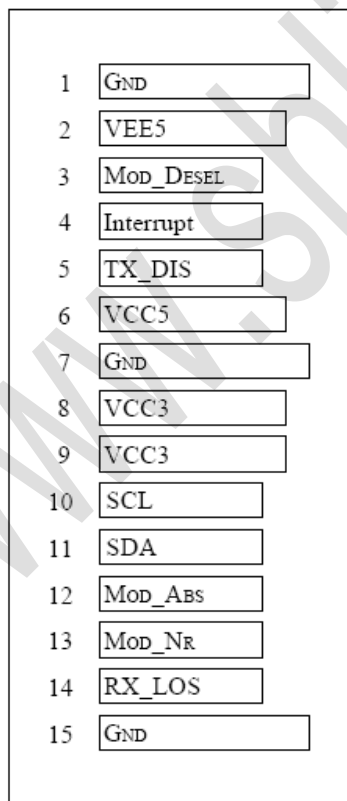 1 GND
2 VEE5
3 MOD_DESEL
4 Interrupt
5 TX_DIS
6 VCC5
7 GND
8 VCC3
9 VCC3
10 SCL
11 SDA
12 MOD_ABS
13 MOD_NR
14 RX_LOS
15 GND